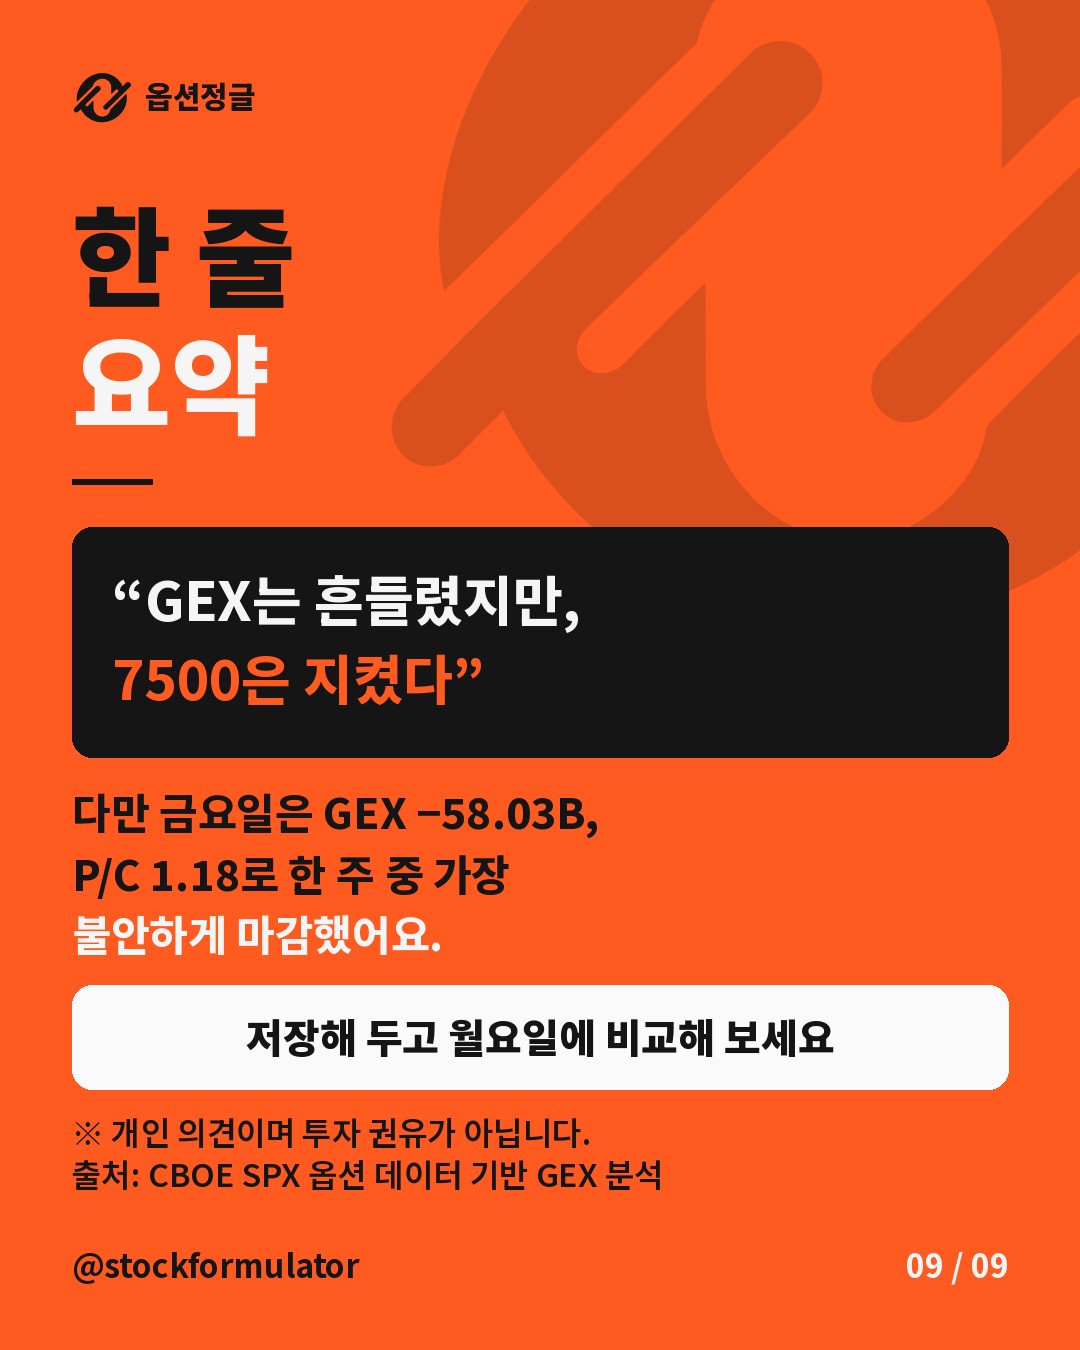 옵션정글
한 줄
요약
“GEX는 흔들렸지만,
7500은 지켰다”
다만 금요일은 GEX −58.03B,
P/C 1.18로 한 주 중 가장
불안하게 마감했어요.
저장해 두고 월요일에 비교해 보세요
※ 개인 의견이며 투자 권유가 아닙니다.
출처: CBOE SPX 옵션 데이터 기반 GEX 분석
@stockformulator
09 / 09